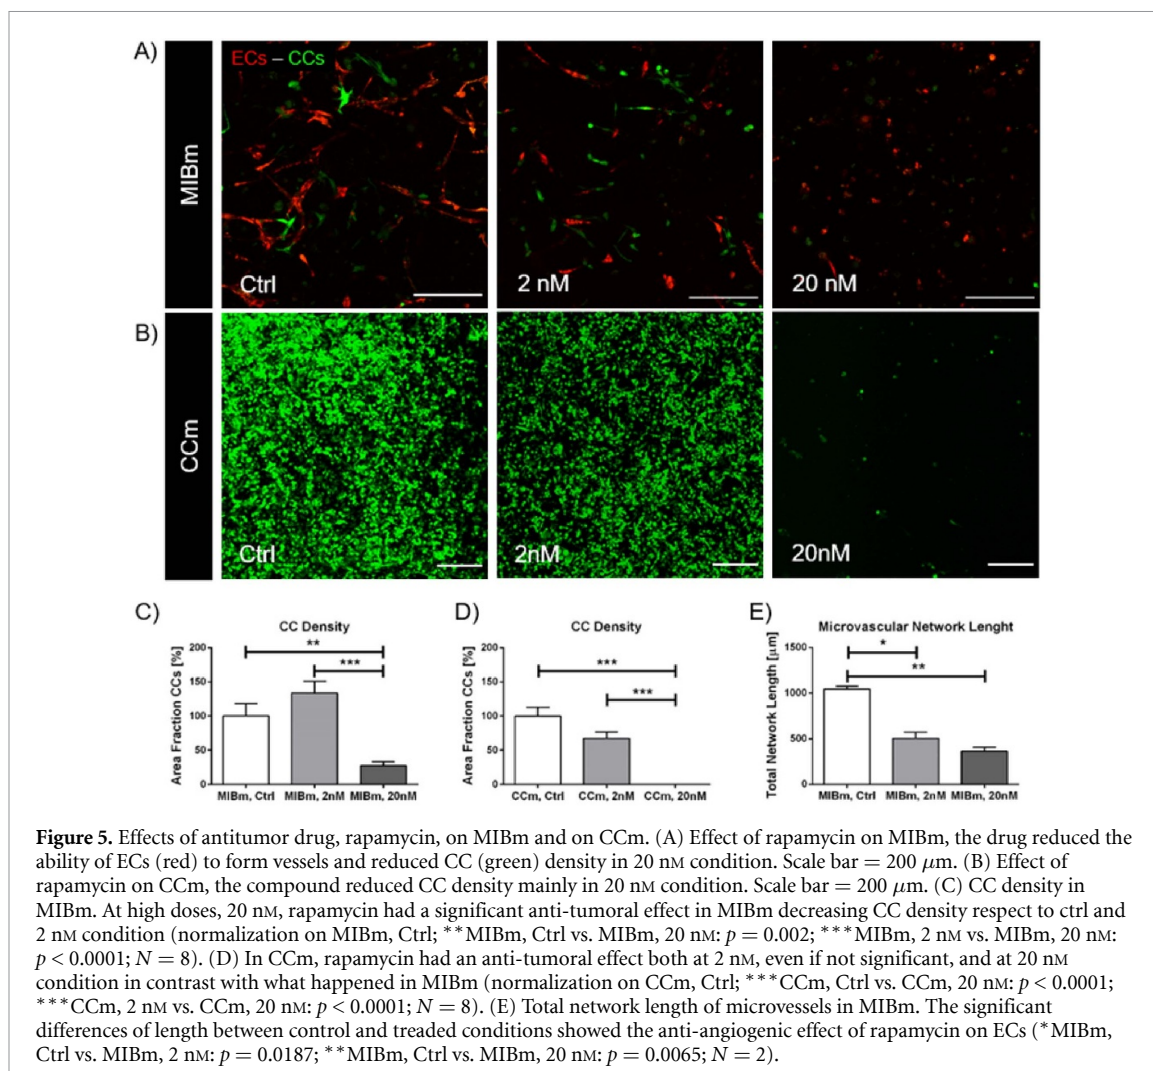 A)
MIBm
ECs – CCs
Ctrl
2 nM
20 nM
B)
CCm
Ctrl
2nM
20nM
C)
CC Density
Area Fraction CCs [%]
200
150
100
50
0
**
***
MIBm, Ctrl MIBm, 2nM MIBm, 20nM
D)
CC Density
Area Fraction CCs [%]
200
150
100
50
0
***
***
CCm, Ctrl CCm, 2nM CCm, 20nM
E)
Microvascular Network Lenght
Total Network Length [µm]
1500
1000
500
0
*
**
MIBm, Ctrl MIBm, 2nM MIBm, 20nM
Figure 5. Effects of antitumor drug, rapamycin, on MIBm and on CCm. (A) Effect of rapamycin on MIBm, the drug reduced the
ability of ECs (red) to form vessels and reduced CC (green) density in 20 nM condition. Scale bar = 200 µm. (B) Effect of
rapamycin on CCm, the compound reduced CC density mainly in 20 nM condition. Scale bar = 200 µm. (C) CC density in
MIBm. At high doses, 20 nM, rapamycin had a significant anti-tumoral effect in MIBm decreasing CC density respect to ctrl and
2 nM condition (normalization on MIBm, Ctrl; **MIBm, Ctrl vs. MIBm, 20 nM: p = 0.002; ***MIBm, 2 nM vs. MIBm, 20 nM:
p < 0.0001; N = 8). (D) In CCm, rapamycin had an anti-tumoral effect both at 2 nM, even if not significant, and at 20 nM
condition in contrast with what happened in MIBm (normalization on CCm, Ctrl; ***CCm, Ctrl vs. CCm, 20 nM: p < 0.0001;
***CCm, 2 nM vs. CCm, 20 nM: p < 0.0001; N = 8). (E) Total network length of microvessels in MIBm. The significant
differences of length between control and treaded conditions showed the anti-angiogenic effect of rapamycin on ECs (*MIBm,
Ctrl vs. MIBm, 2 nM: p = 0.0187; **MIBm, Ctrl vs. MIBm, 20 nM: p = 0.0065; N = 2).